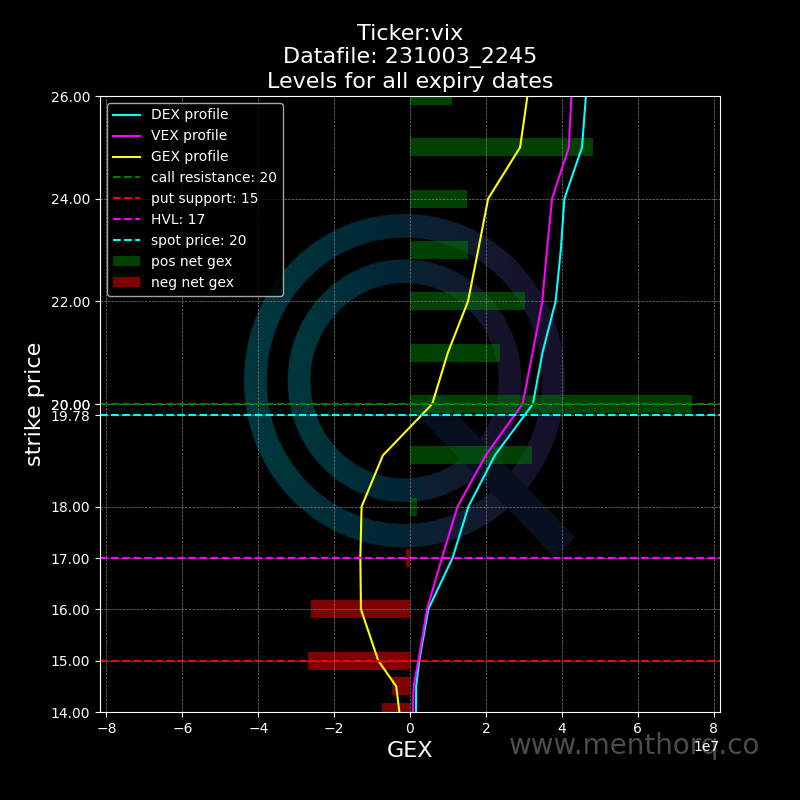 Ticker:vix
Datafile: 231003_2245
Levels for all expiry dates
DEX profile
VEX profile
GEX profile
call resistance: 20
put support: 15
HVL: 17
spot price: 20
pos net gex
neg net gex
strike price
26.00
24.00
22.00
20.00
19.78
18.00
17.00
16.00
15.00
14.00
−8 −6 −4 −2 0 2 4 6 8
1e7
GEX
www.menthorq.co